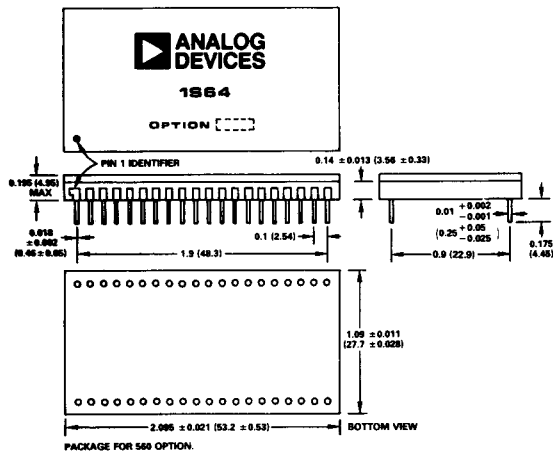 ANALOG
DEVICES
1S64
OPTION
PIN 1 IDENTIFIER
0.195 (4.95)
MAX
0.14 ±0.013 (3.56 ±0.33)
0.018
±0.002
(0.46 ±0.05)
0.1 (2.54)
1.9 (48.3)
0.01 +0.002
-0.001
(0.25 +0.05
-0.025)
0.175
(4.45)
0.9 (22.9)
1.09 ±0.011
(27.7 ±0.028)
2.095 ±0.021 (53.2 ±0.53)
BOTTOM VIEW
PACKAGE FOR 560 OPTION.